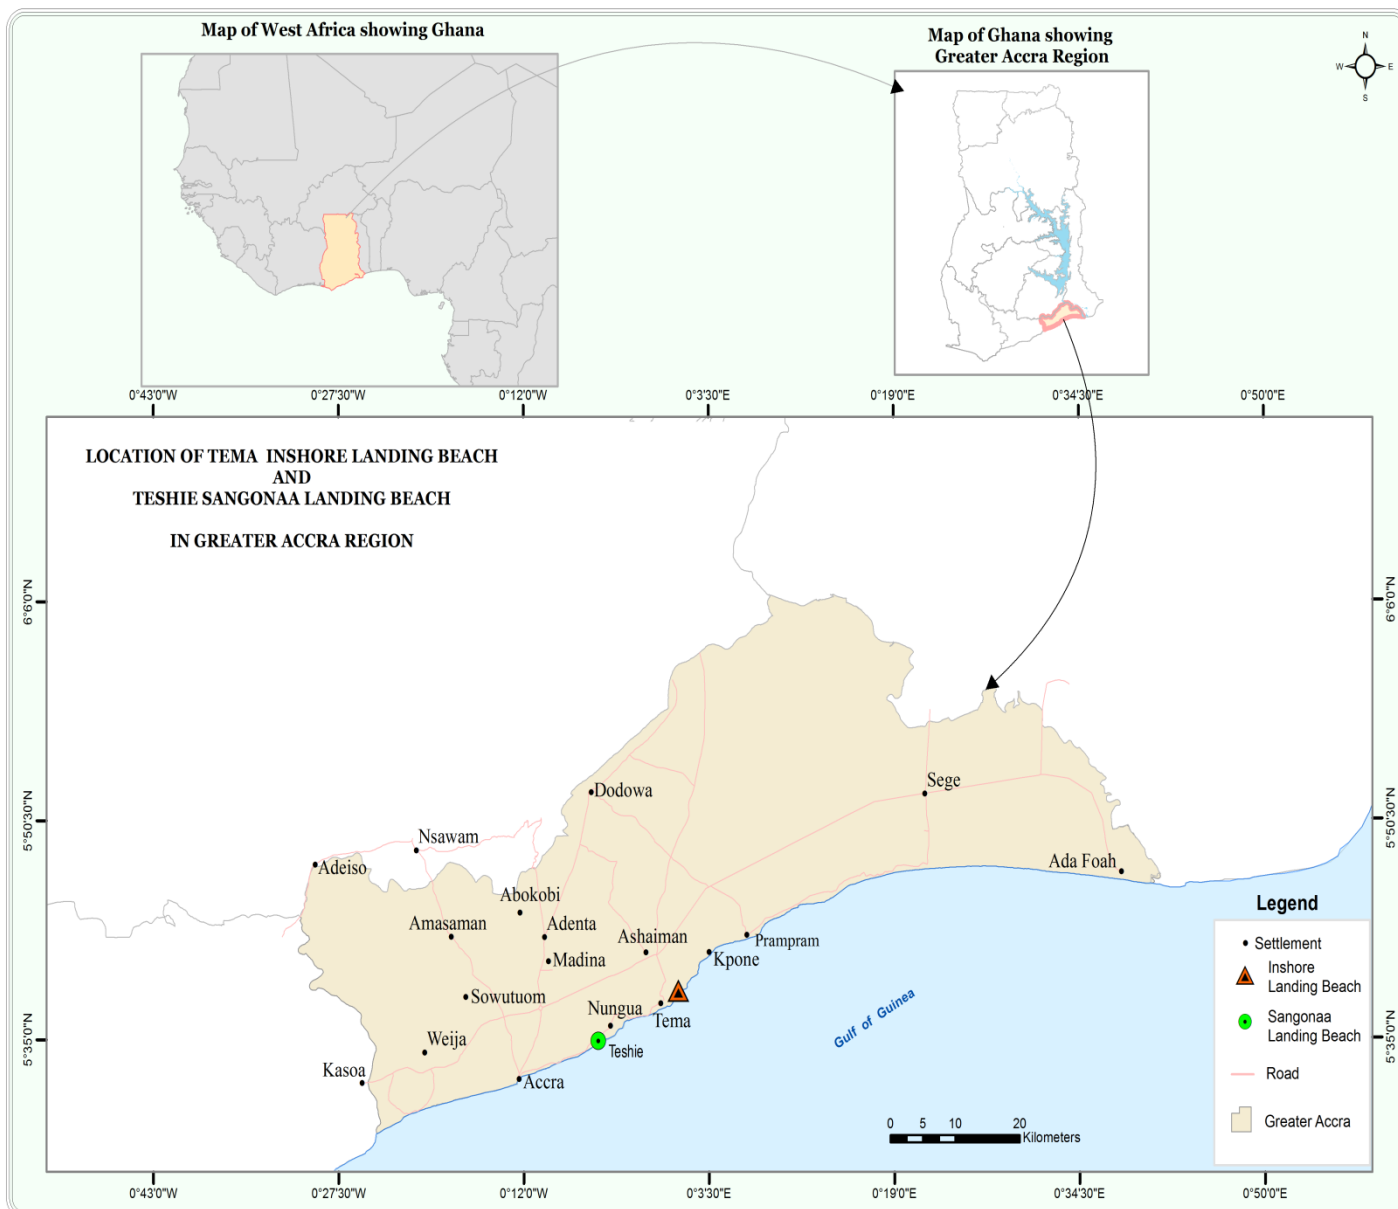 Map of West Africa showing Ghana
Map of Ghana showing
Greater Accra Region
N
W
E
S
0°43'0"W
0°27'30"W
0°12'0"W
0°3'30"E
0°19'0"E
0°34'30"E
0°50'0"E
LOCATION OF TEMA INSHORE LANDING BEACH
AND
TESHIE SANGONAA LANDING BEACH
IN GREATER ACCRA REGION
6°6'0"N
6°6'0"N
5°50'30"N
5°50'30"N
5°35'0"N
5°35'0"N
Dodowa
Sege
Nsawam
Adeiso
Ada Foah
Abokobi
Amasaman
Adenta
Ashaiman
Prampram
Madina
Kpone
Sowutuom
Nungua
Tema
Weija
Teshie
Kasoa
Accra
Gulf of Guinea
0 5 10 20
Kilometers
Legend
Settlement
Inshore
Landing Beach
Sangonaa
Landing Beach
Road
Greater Accra
0°43'0"W
0°27'30"W
0°12'0"W
0°3'30"E
0°19'0"E
0°34'30"E
0°50'0"E